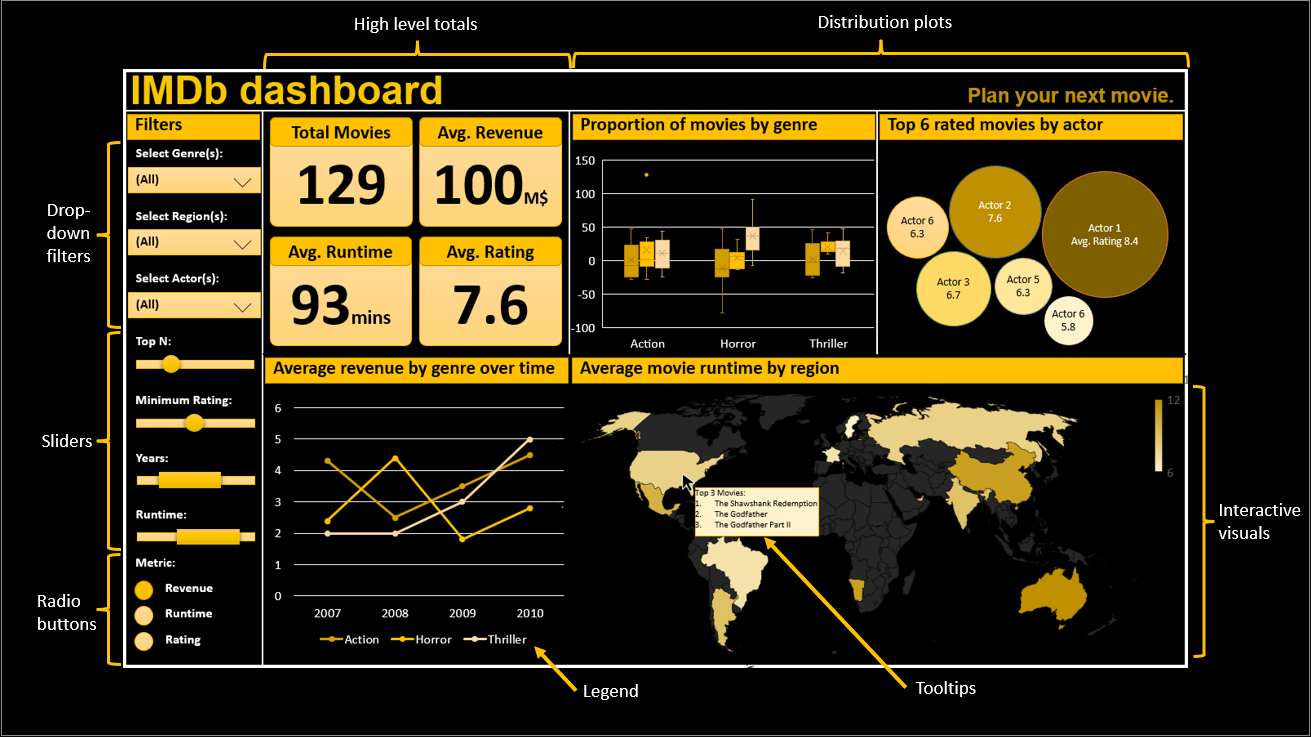 High level totals
Distribution plots
IMDb dashboard
Plan your next movie.
Filters
Select Genre(s):
(All)
Select Region(s):
(All)
Select Actor(s):
(All)
Top N:
Minimum Rating:
Years:
Runtime:
Metric:
Revenue
Runtime
Rating
Drop-
down
filters
Sliders
Radio
buttons
Total Movies
129
Avg. Revenue
100M$
Avg. Runtime
93mins
Avg. Rating
7.6
Proportion of movies by genre
150
100
50
0
-50
-100
Action Horror Thriller
Top 6 rated movies by actor
Actor 6
6.3
Actor 2
7.6
Actor 1
Avg. Rating 8.4
Actor 3
6.7
Actor 5
6.3
Actor 6
5.8
Average revenue by genre over time
6
5
4
3
2
1
0
2007 2008 2009 2010
Action Horror Thriller
Average movie runtime by region
12
6
Top 3 Movies:
1. The Shawshank Redemption
2. The Godfather
3. The Godfather Part II
Interactive
visuals
Legend
Tooltips